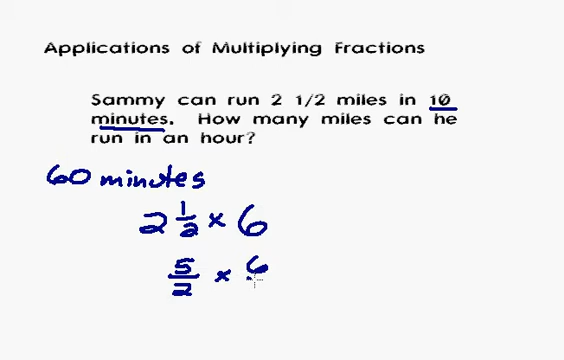 Applications of Multiplying Fractions
Sammy can run 2 1/2 miles in 10
minutes. How many miles can he
run in an hour?
60 minutes
2 1/2 × 6
5/2 × 6